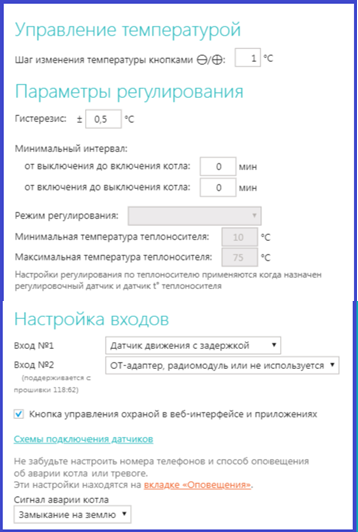 Управление температурой
Шаг изменения температуры кнопками ⊖/⊕: 1 °C
Параметры регулирования
Гистерезис: ± 0,5 °C
Минимальный интервал:
от выключения до включения котла: 0 мин
от включения до выключения котла: 0 мин
Режим регулирования:
Минимальная температура теплоносителя: 10 °C
Максимальная температура теплоносителя: 75 °C
Настройки регулирования по теплоносителю применяются когда назначен
регулировочный датчик и датчик t° теплоносителя
Настройка входов
Вход №1 Датчик движения с задержкой
Вход №2 ОТ-адаптер, радиомодуль или не используется
(поддерживается с
прошивки 118:62)
Кнопка управления охраной в веб-интерфейсе и приложениях
Схемы подключения датчиков
Не забудьте настроить номера телефонов и способ оповещения
об аварии котла или тревоге.
Эти настройки находятся на вкладке «Оповещения».
Сигнал аварии котла
Замыкание на землю